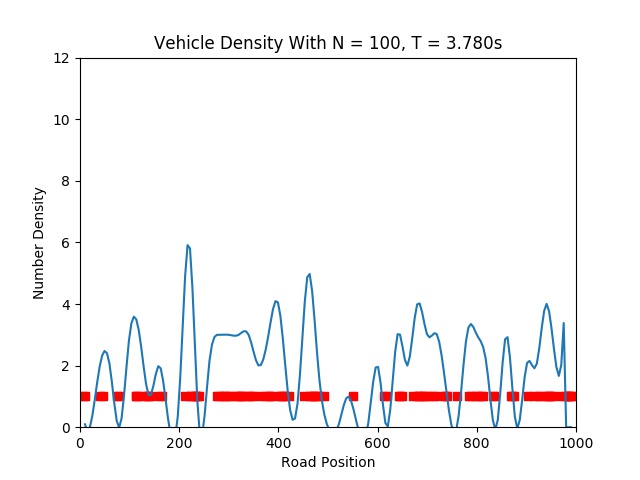 Vehicle Density With N = 100, T = 3.780s
12
10
8
6
4
2
0
Number Density
0 200 400 600 800 1000
Road Position